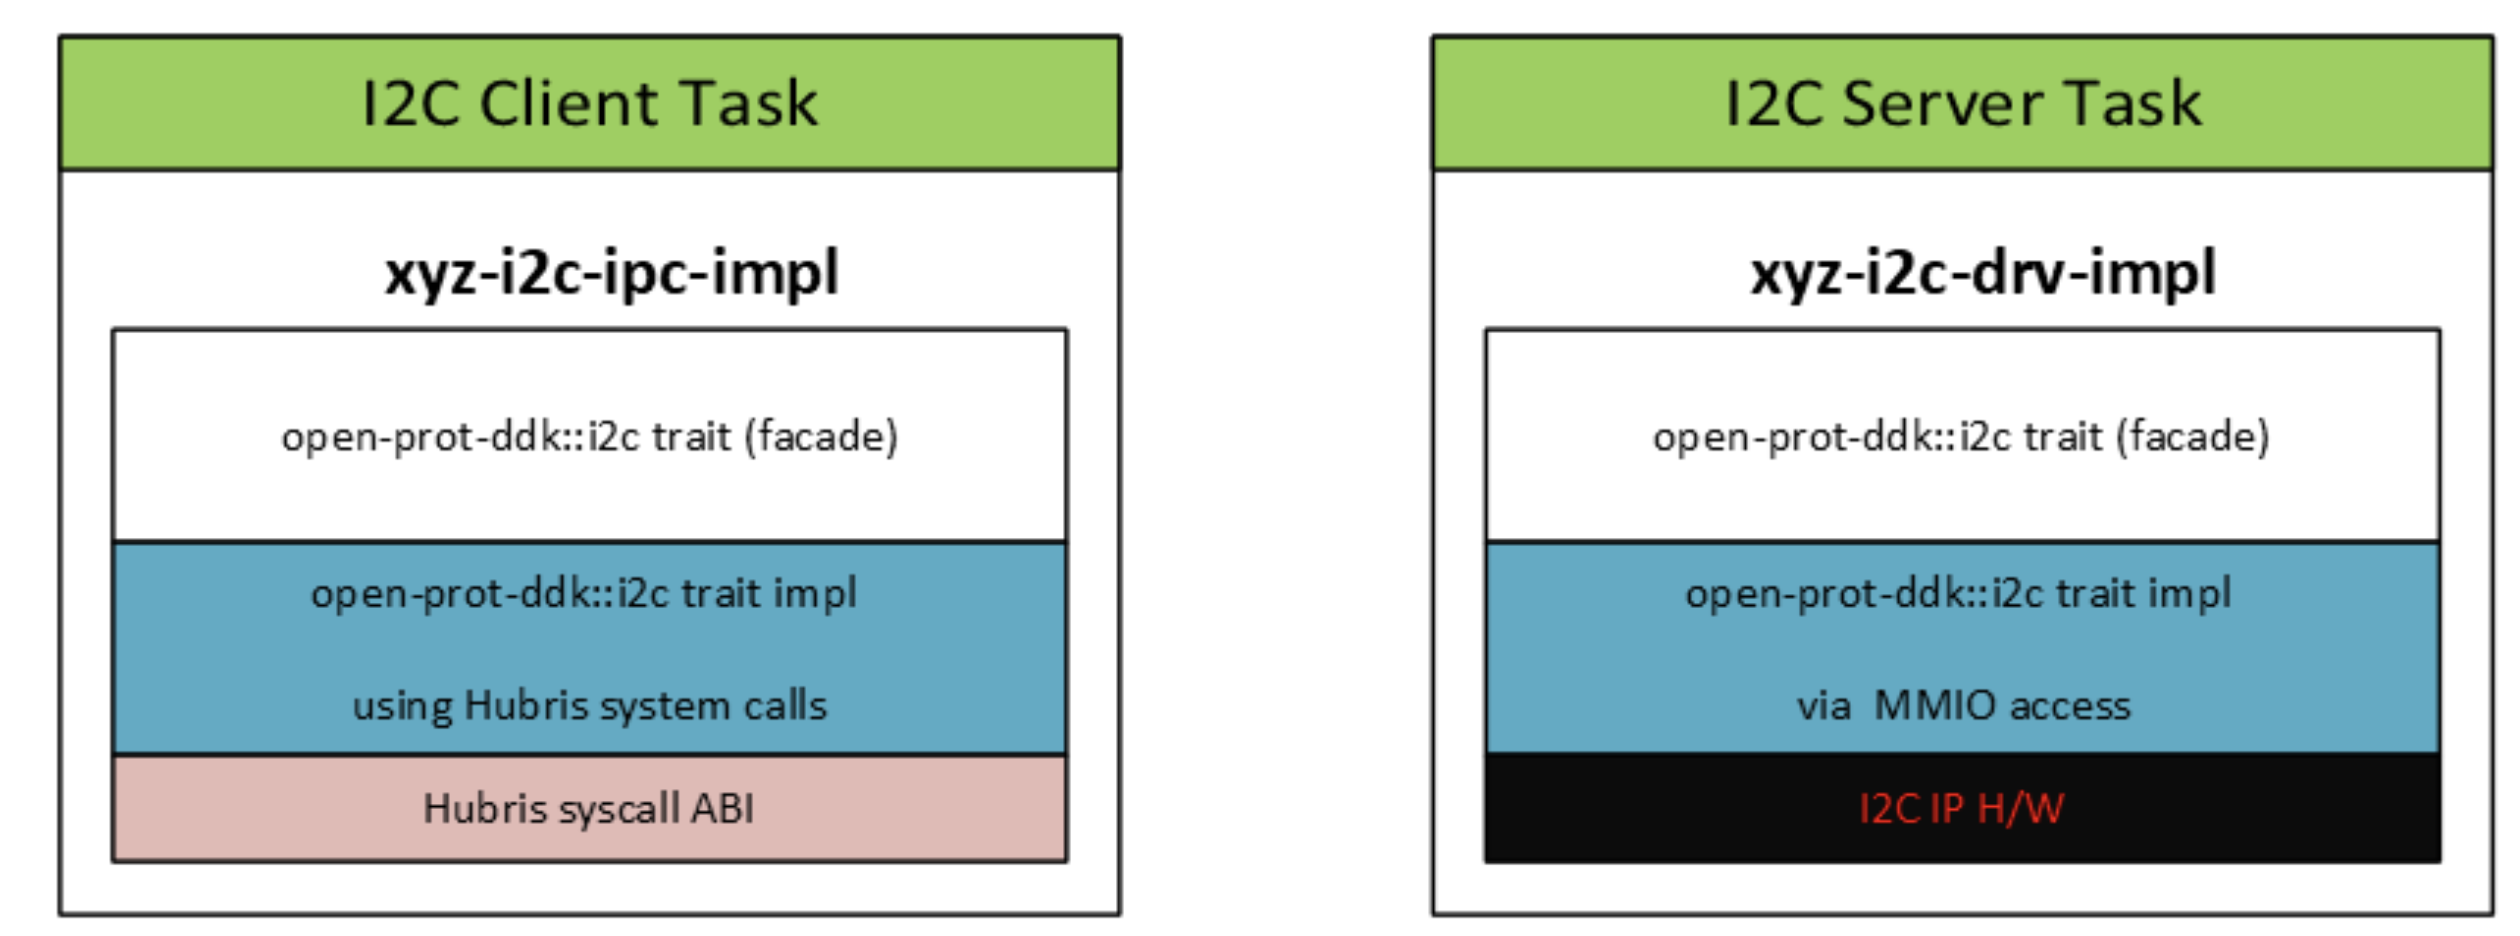 I2C Client Task
xyz-i2c-ipc-impl
open-prot-ddk::i2c trait (facade)
open-prot-ddk::i2c trait impl
using Hubris system calls
Hubris syscall ABI
I2C Server Task
xyz-i2c-drv-impl
open-prot-ddk::i2c trait (facade)
open-prot-ddk::i2c trait impl
via  MMIO access
I2C IP H/W